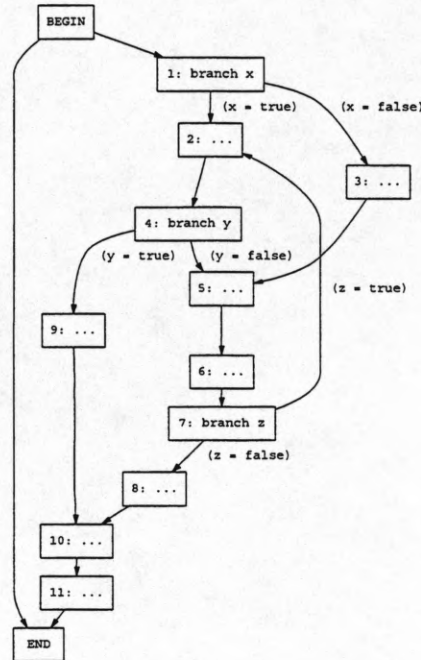 BEGIN
1: branch x
(x = true)
(x = false)
2: ...
3: ...
4: branch y
(y = true)
(y = false)
5: ...
(z = true)
9: ...
6: ...
7: branch z
(z = false)
8: ...
10: ...
11: ...
END